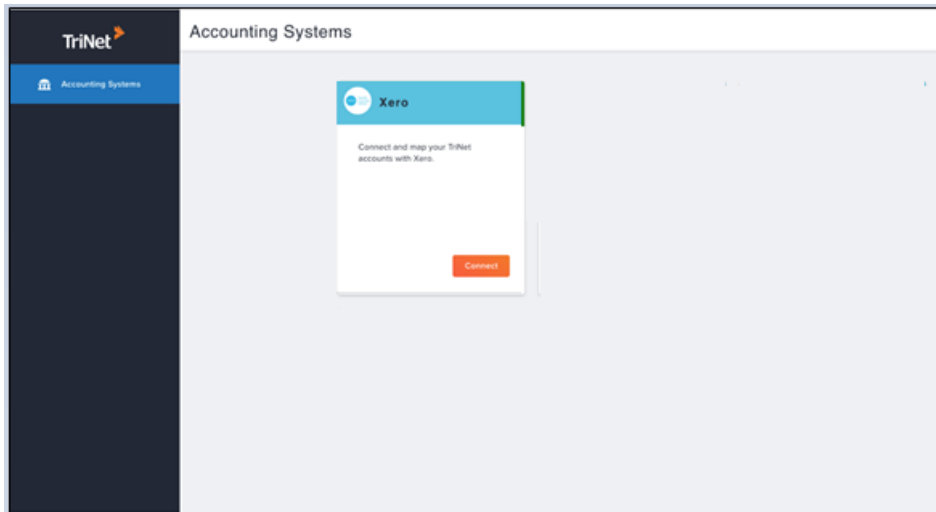 TriNet
Accounting Systems
Accounting Systems
Xero
Connect and map your TriNet
accounts with Xero.
Connect